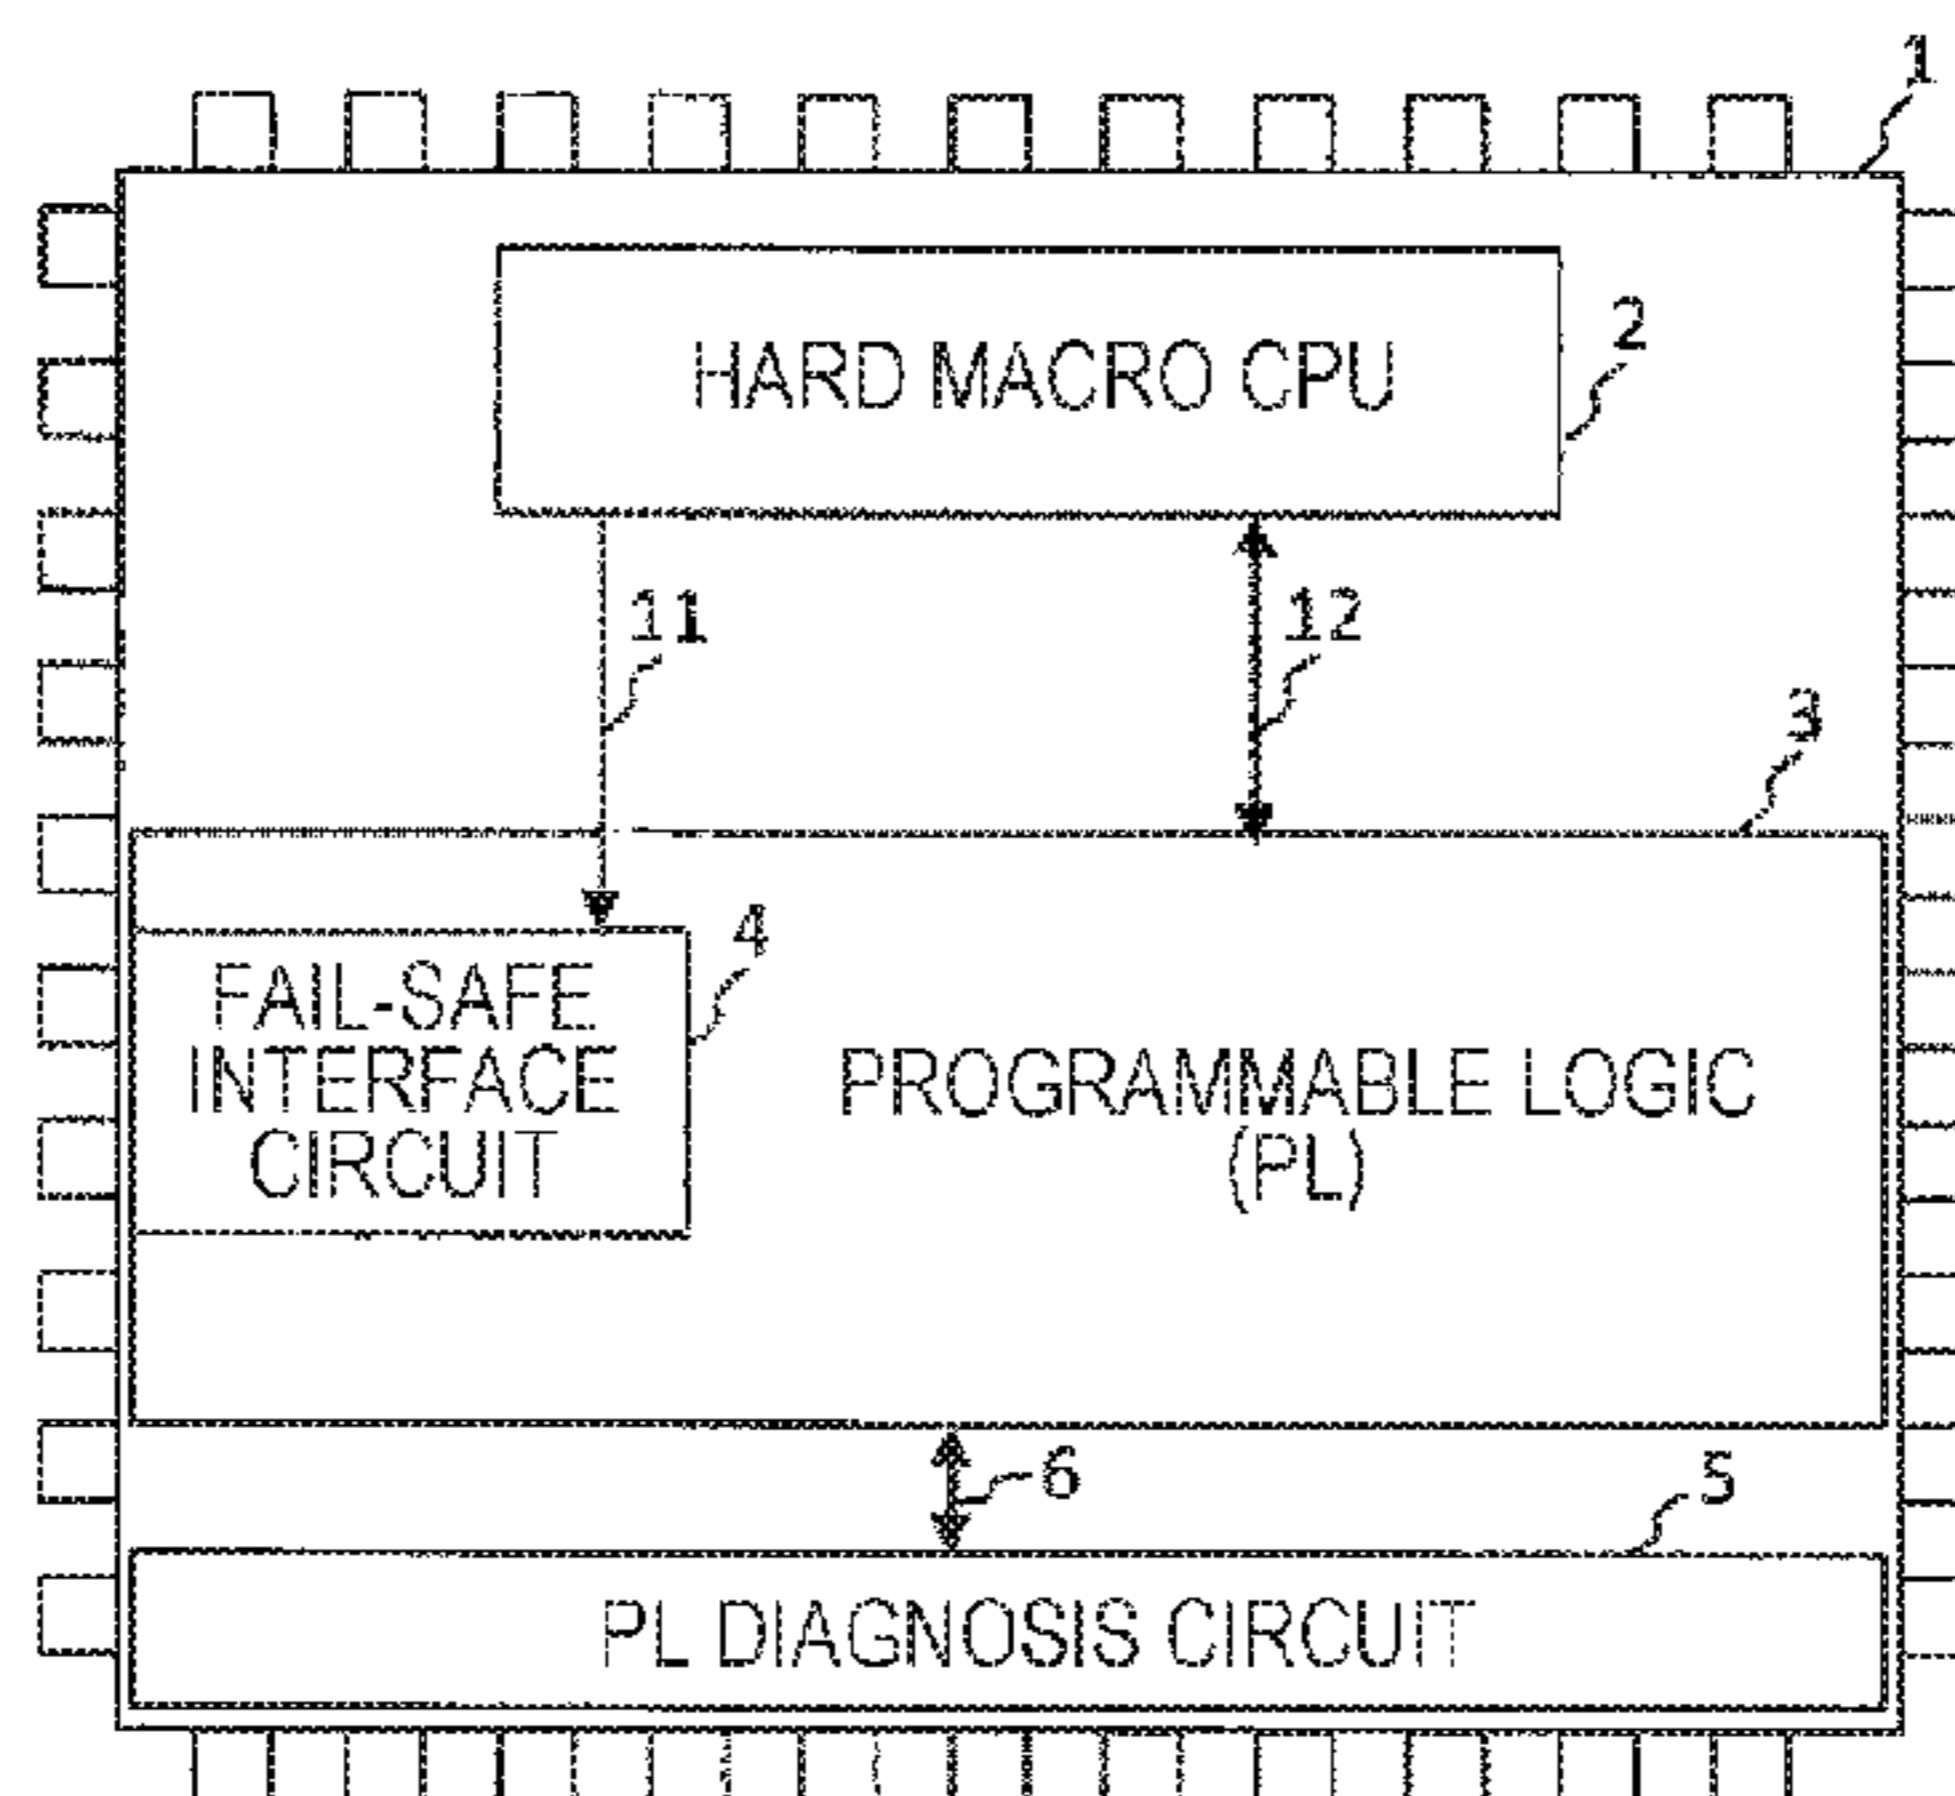 1
HARD MACRO CPU
2
11
12
3
4
FAIL-SAFE
INTERFACE
CIRCUIT
PROGRAMMABLE LOGIC
(PL)
6
5
PL DIAGNOSIS CIRCUIT